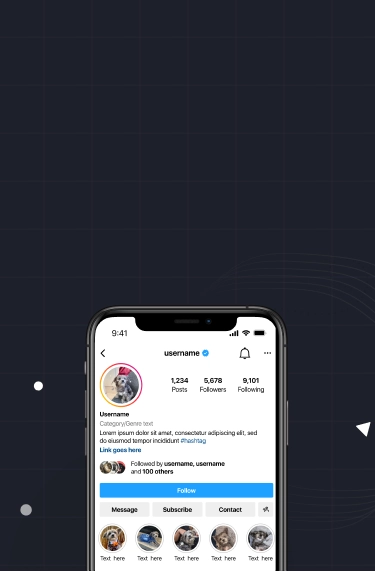 9:41
username
1,234 5,678 9,101
Posts Followers Following
Username
Category/Genre text
Lorem ipsum dolor sit amet, consectetur adipiscing elit, sed
do eiusmod tempor incididunt #hashtag
Link goes here
Followed by username, username
and 100 others
Follow
Message Subscribe Contact
Text here Text here Text here Text here Text here